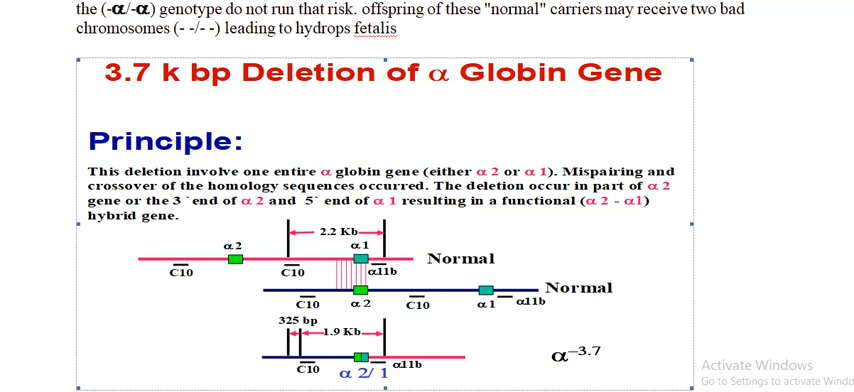 the (-α/-α) genotype do not run that risk. offspring of these "normal" carriers may receive two bad
chromosomes (- -/- -) leading to hydrops fetalis
3.7 k bp Deletion of α Globin Gene
Principle:
This deletion involve one entire α globin gene (either α 2 or α 1). Mispairing and
crossover of the homology sequences occurred. The deletion occur in part of α 2
gene or the 3 `end of α 2 and 5` end of α 1 resulting in a functional (α 2 - α1)
hybrid gene.
2.2 Kb
α2
α1
Normal
C10
C10
α11b
Normal
C10
α2
C10
α1
α11b
325 bp
1.9 Kb
C10
α 2/ 1
α11b
α–3.7
Activate Windows
Go to Settings to activate Windo